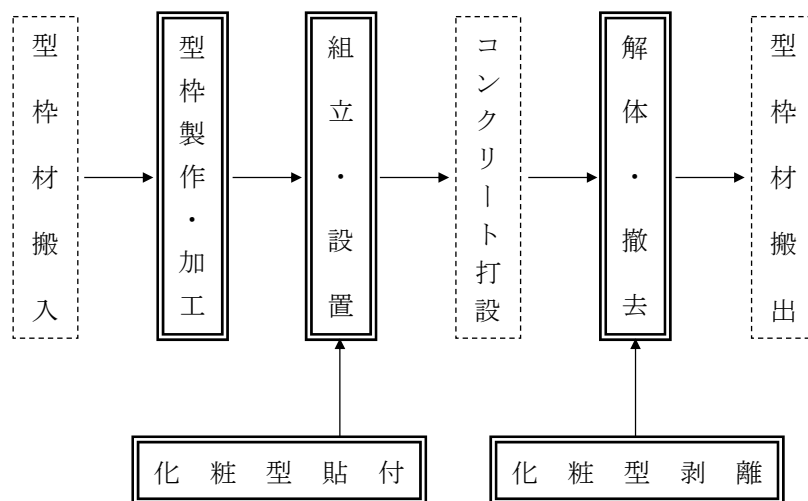 型枠材搬入
型枠製作・加工
組立・設置
コンクリート打設
解体・撤去
型枠材搬出
化粧型貼付
化粧型剥離